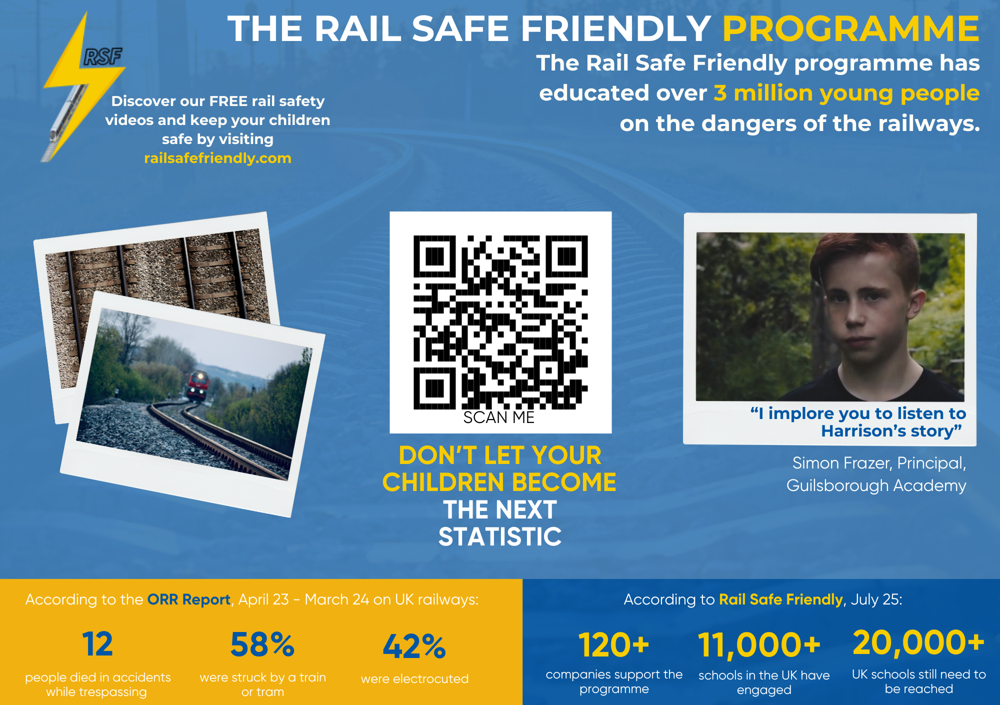 THE RAIL SAFE FRIENDLY PROGRAMME
RSF
Discover our FREE rail safety
videos and keep your children
safe by visiting
railsafefriendly.com
The Rail Safe Friendly programme has
educated over 3 million young people
on the dangers of the railways.
SCAN ME
DON'T LET YOUR
CHILDREN BECOME
THE NEXT
STATISTIC
“I implore you to listen to
Harrison’s story”
Simon Frazer, Principal,
Guilsborough Academy
According to the ORR Report, April 23 - March 24 on UK railways:
12
people died in accidents
while trespassing
58%
were struck by a train
or tram
42%
were electrocuted
According to Rail Safe Friendly, July 25:
120+
companies support the
programme
11,000+
schools in the UK have
engaged
20,000+
UK schools still need to
be reached